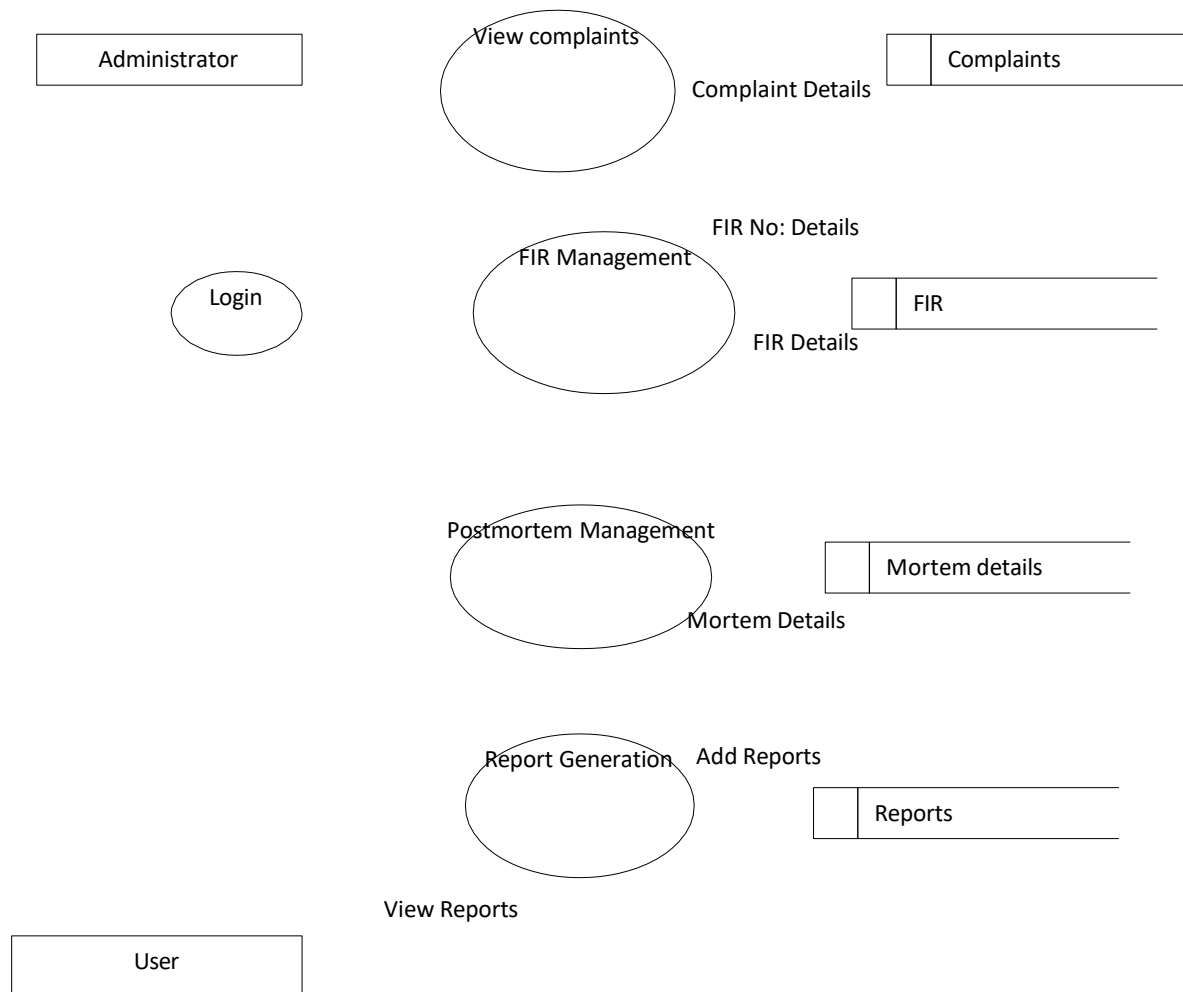 View complaints
Administrator
Complaints
Complaint Details
FIR No: Details
FIR Management
Login
FIR
FIR Details
Postmortem Management
Mortem details
Mortem Details
Report Generation
Add Reports
Reports
View Reports
User